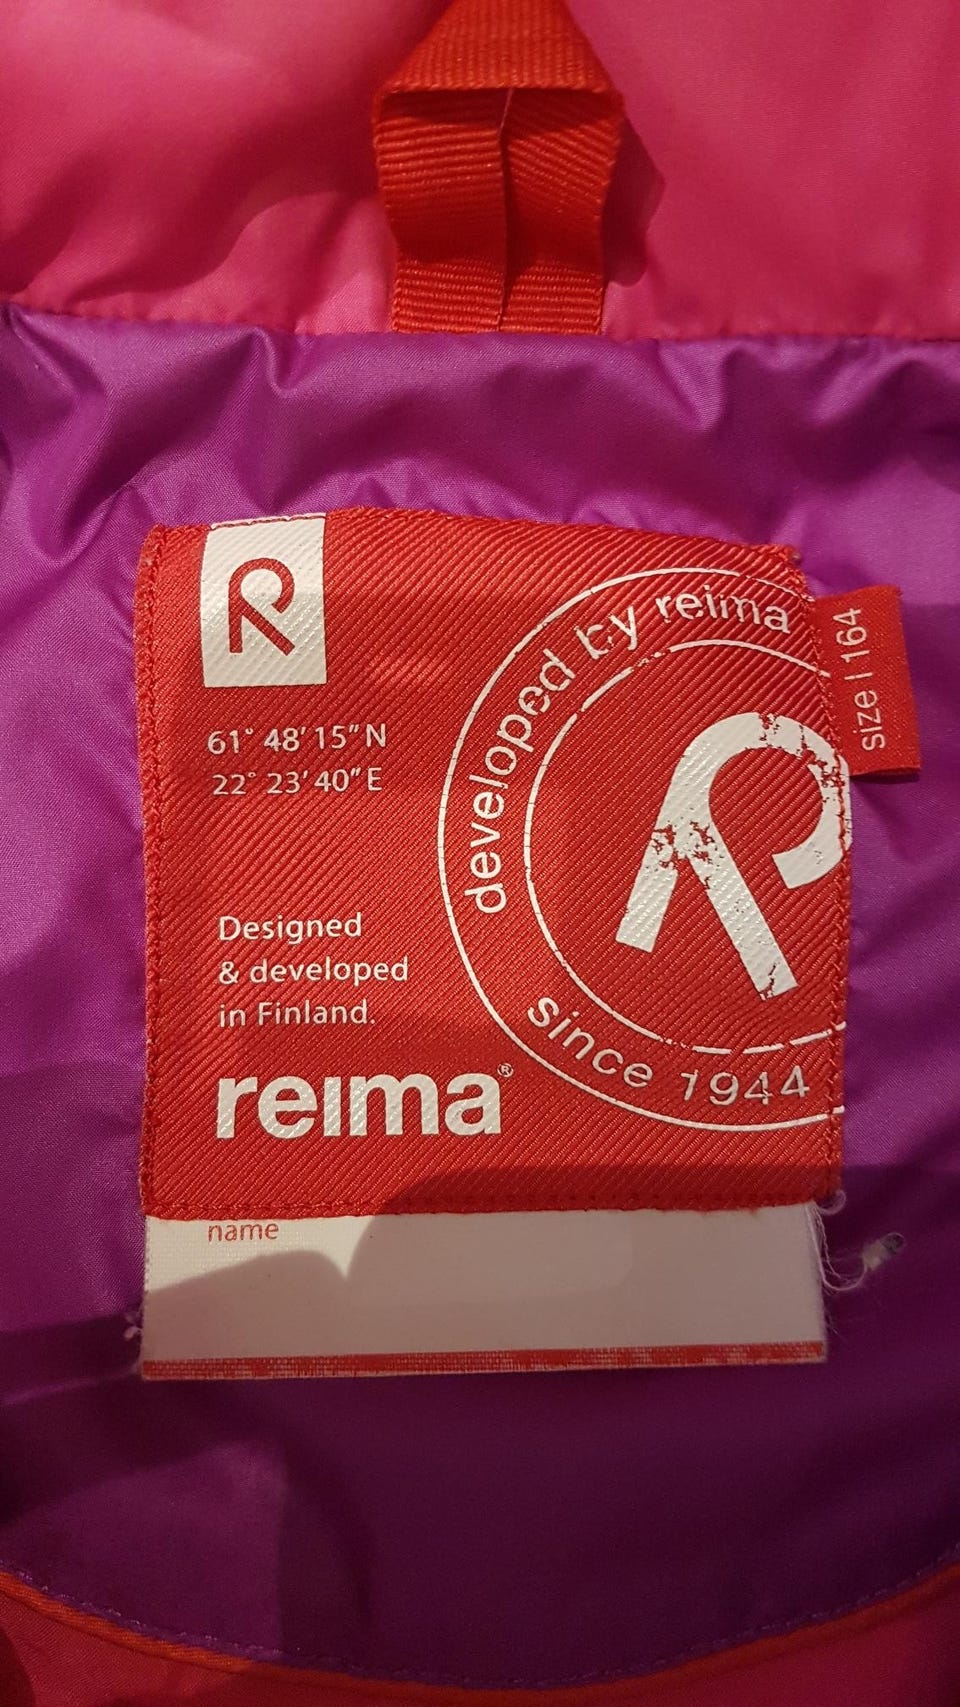 R
61° 48' 15" N
22° 23' 40" E
Designed
& developed
in Finland.
reima®
developed by reima
R
since 1944
size | 164
name